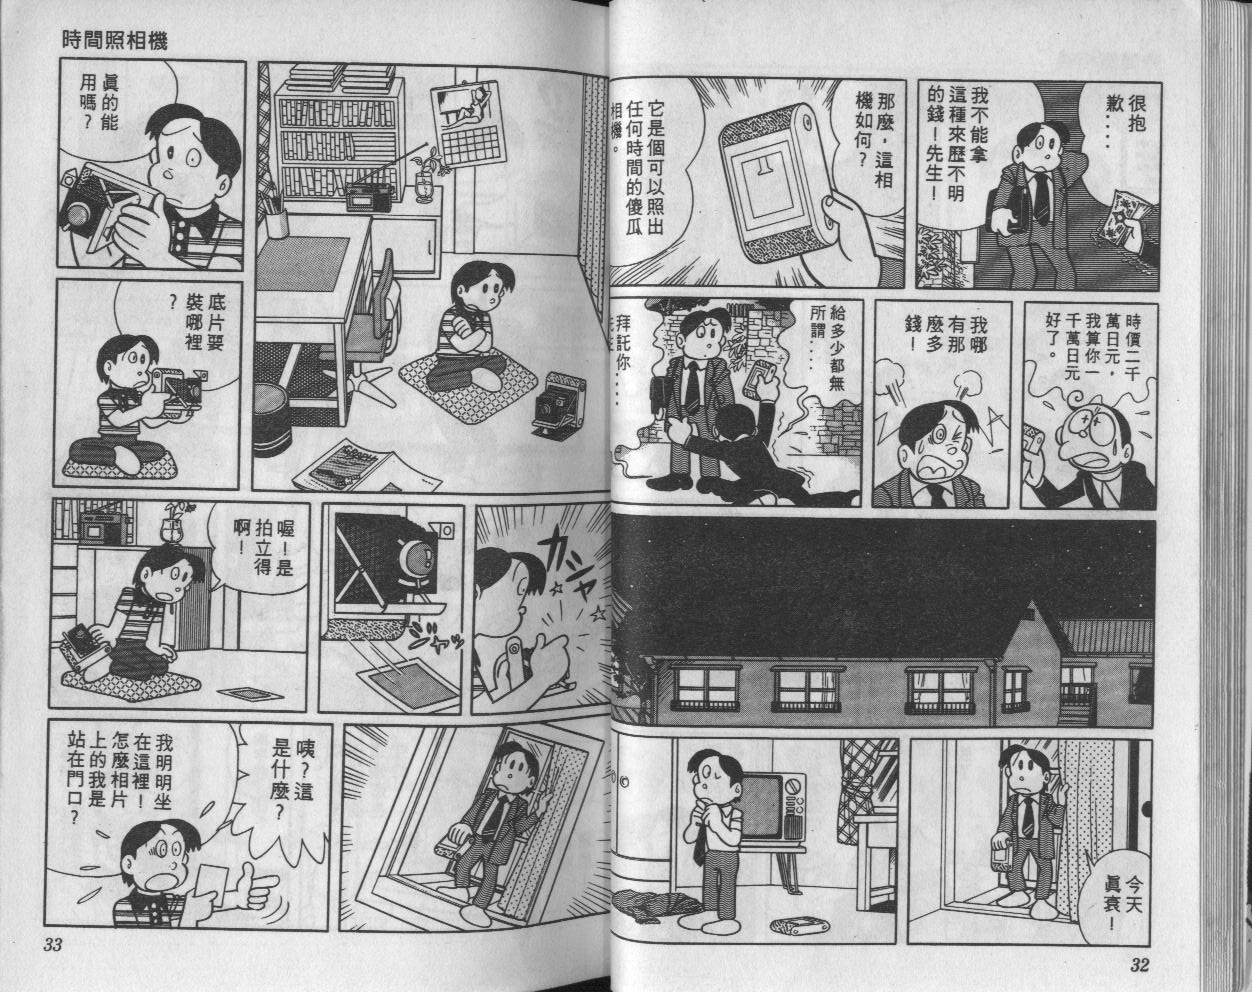 很抱
歉‥‥
我不能拿
這種來歷不明
的錢！先生！
那麼，這相
機如何？
它是個可以照出
任何時間的傻瓜
相機。
時價二千
萬日元，
我算你一
千萬日元
好了。
我哪
有那
麼多
錢！
給多少都無
所謂‥‥
拜託你‥‥
今天
眞衰！
32
時間照相機
眞的能
用嗎？
底片要
裝哪裡
？
カシャ
ジャッ
喔！是
拍立得
啊！
咦？這
是什麼？
我明明坐
在這裡！
怎麼相片
上的我是
站在門口？
33